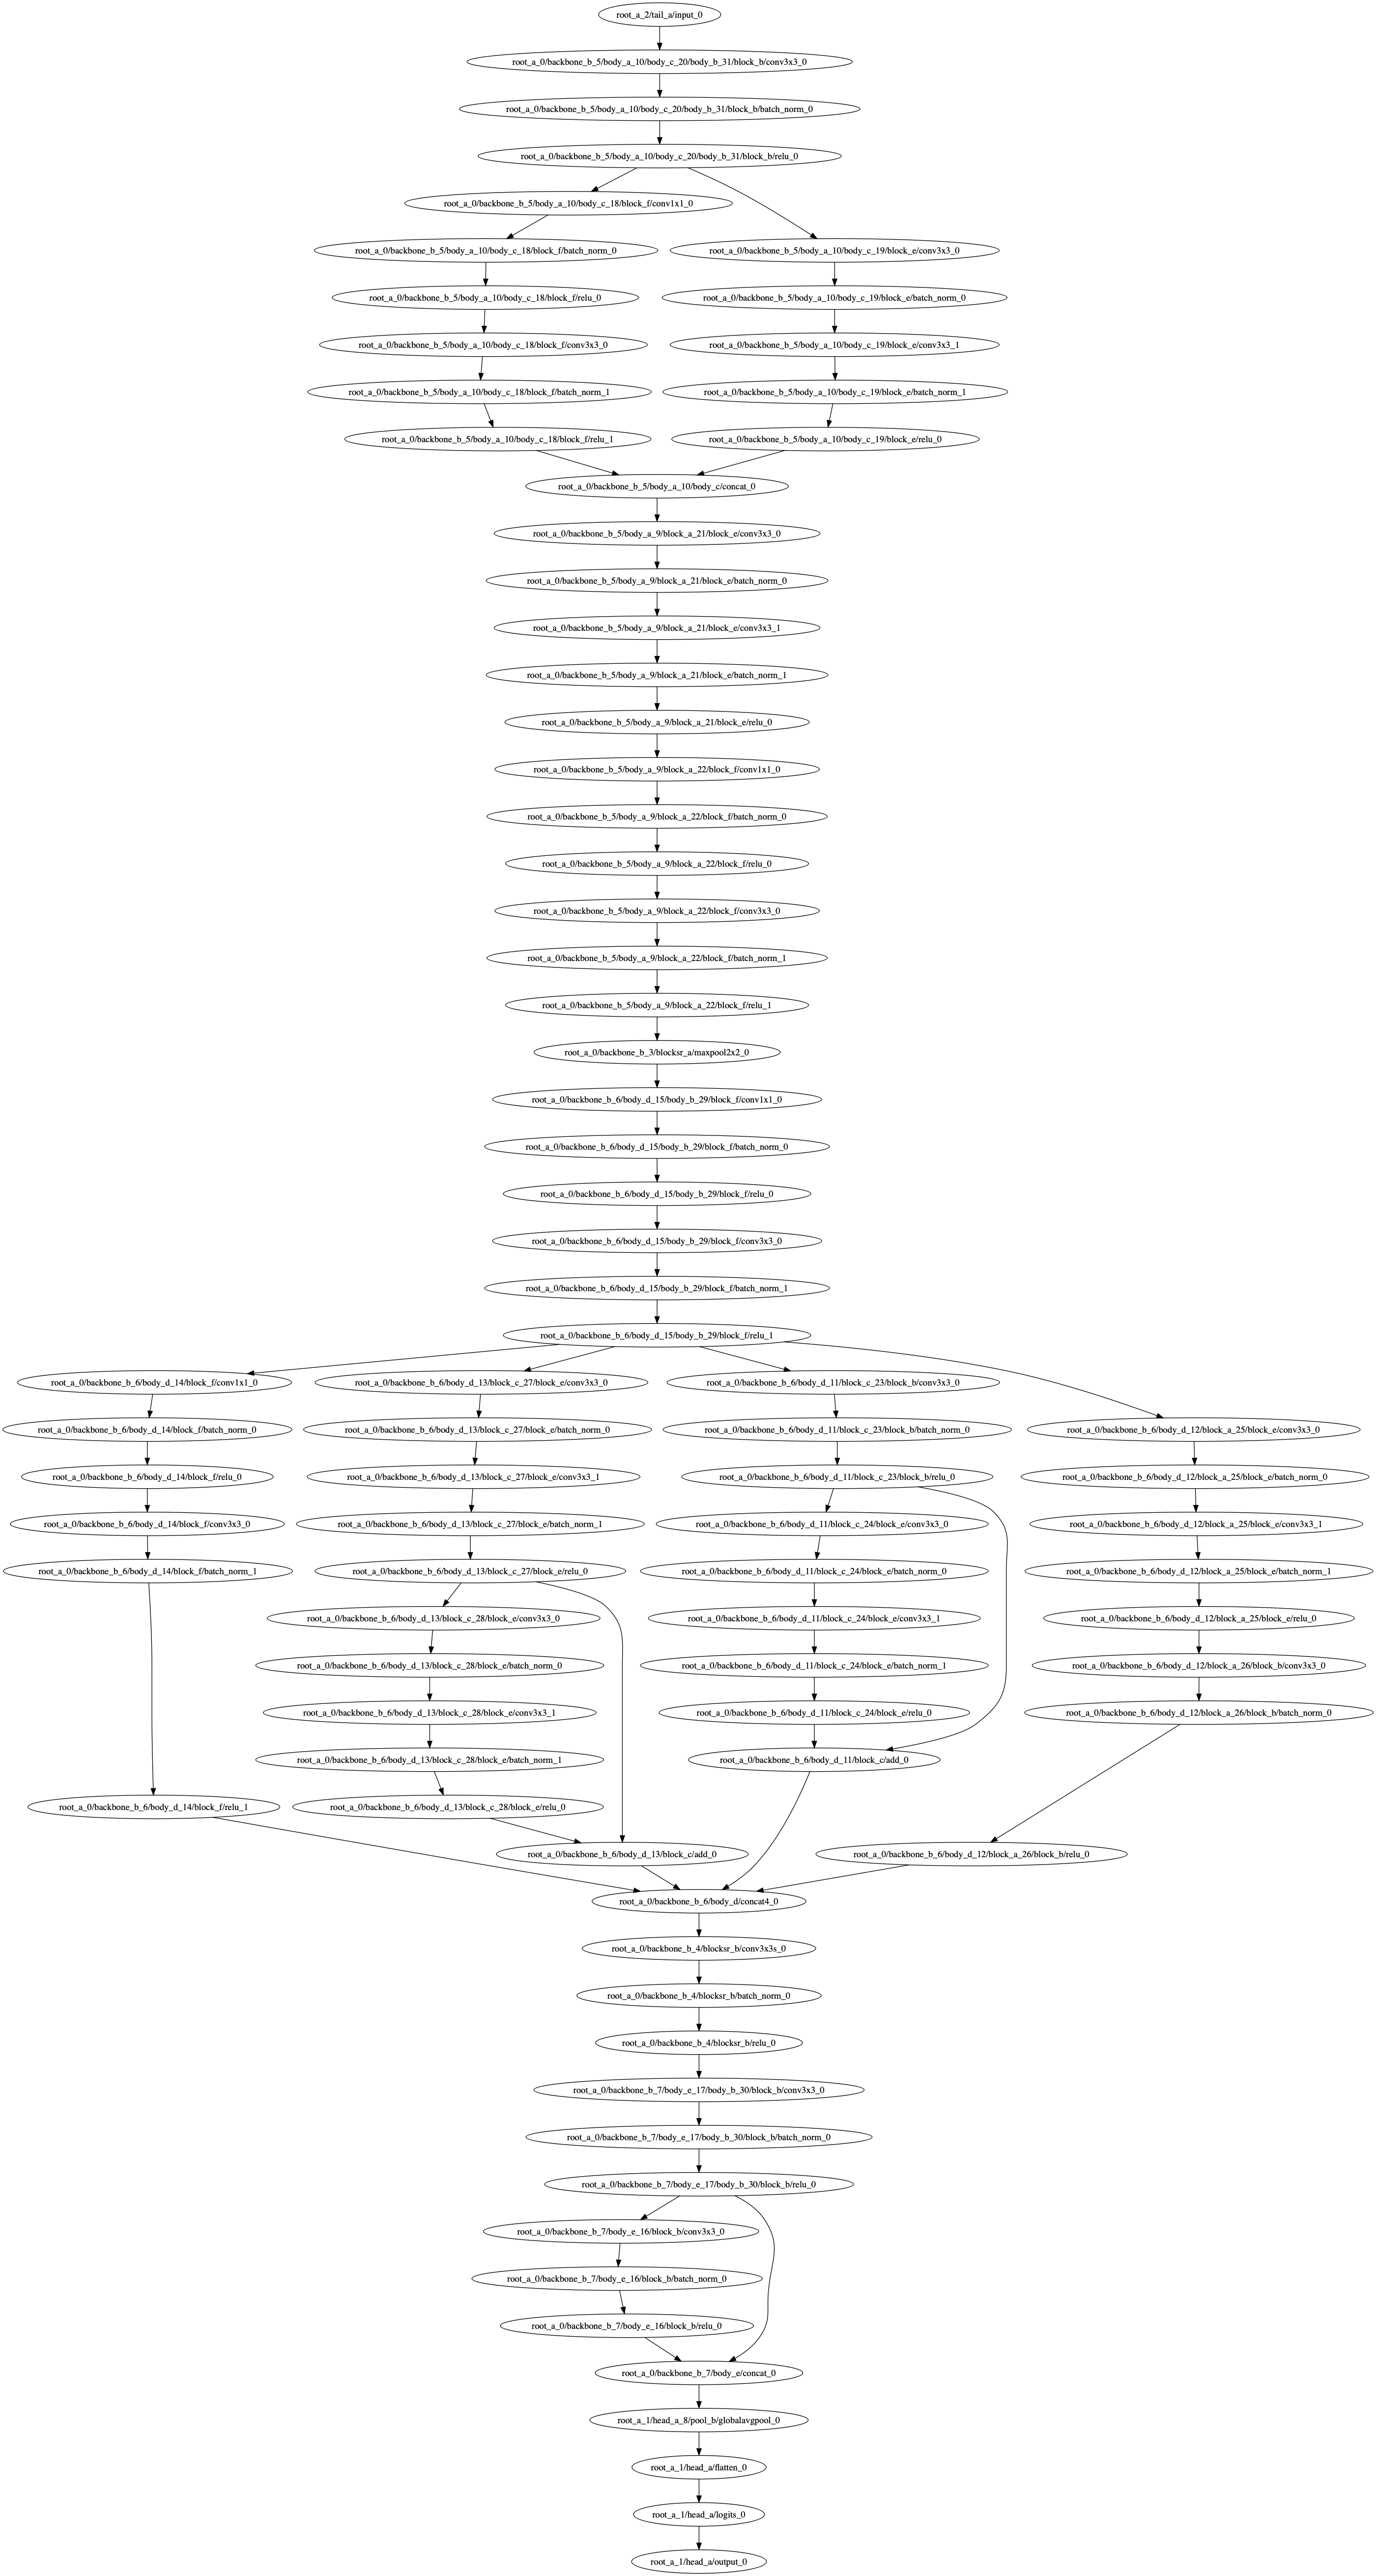 root_a_2/tail_a/input_0
root_a_0/backbone_b_5/body_a_10/body_c_20/body_b_31/block_b/conv3x3_0
root_a_0/backbone_b_5/body_a_10/body_c_20/body_b_31/block_b/batch_norm_0
root_a_0/backbone_b_5/body_a_10/body_c_20/body_b_31/block_b/relu_0
root_a_0/backbone_b_5/body_a_10/body_c_18/block_f/conv1x1_0
root_a_0/backbone_b_5/body_a_10/body_c_18/block_f/batch_norm_0
root_a_0/backbone_b_5/body_a_10/body_c_19/block_e/conv3x3_0
root_a_0/backbone_b_5/body_a_10/body_c_18/block_f/relu_0
root_a_0/backbone_b_5/body_a_10/body_c_19/block_e/batch_norm_0
root_a_0/backbone_b_5/body_a_10/body_c_18/block_f/conv3x3_0
root_a_0/backbone_b_5/body_a_10/body_c_19/block_e/conv3x3_1
root_a_0/backbone_b_5/body_a_10/body_c_18/block_f/batch_norm_1
root_a_0/backbone_b_5/body_a_10/body_c_19/block_e/batch_norm_1
root_a_0/backbone_b_5/body_a_10/body_c_18/block_f/relu_1
root_a_0/backbone_b_5/body_a_10/body_c_19/block_e/relu_0
root_a_0/backbone_b_5/body_a_10/body_c/concat_0
root_a_0/backbone_b_5/body_a_9/block_a_21/block_e/conv3x3_0
root_a_0/backbone_b_5/body_a_9/block_a_21/block_e/batch_norm_0
root_a_0/backbone_b_5/body_a_9/block_a_21/block_e/conv3x3_1
root_a_0/backbone_b_5/body_a_9/block_a_21/block_e/batch_norm_1
root_a_0/backbone_b_5/body_a_9/block_a_21/block_e/relu_0
root_a_0/backbone_b_5/body_a_9/block_a_22/block_f/conv1x1_0
root_a_0/backbone_b_5/body_a_9/block_a_22/block_f/batch_norm_0
root_a_0/backbone_b_5/body_a_9/block_a_22/block_f/relu_0
root_a_0/backbone_b_5/body_a_9/block_a_22/block_f/conv3x3_0
root_a_0/backbone_b_5/body_a_9/block_a_22/block_f/batch_norm_1
root_a_0/backbone_b_5/body_a_9/block_a_22/block_f/relu_1
root_a_0/backbone_b_3/blocksr_a/maxpool2x2_0
root_a_0/backbone_b_6/body_d_15/body_b_29/block_f/conv1x1_0
root_a_0/backbone_b_6/body_d_15/body_b_29/block_f/batch_norm_0
root_a_0/backbone_b_6/body_d_15/body_b_29/block_f/relu_0
root_a_0/backbone_b_6/body_d_15/body_b_29/block_f/conv3x3_0
root_a_0/backbone_b_6/body_d_15/body_b_29/block_f/batch_norm_1
root_a_0/backbone_b_6/body_d_15/body_b_29/block_f/relu_1
root_a_0/backbone_b_6/body_d_14/block_f/conv1x1_0
root_a_0/backbone_b_6/body_d_13/block_c_27/block_e/conv3x3_0
root_a_0/backbone_b_6/body_d_11/block_c_23/block_b/conv3x3_0
root_a_0/backbone_b_6/body_d_14/block_f/batch_norm_0
root_a_0/backbone_b_6/body_d_13/block_c_27/block_e/batch_norm_0
root_a_0/backbone_b_6/body_d_11/block_c_23/block_b/batch_norm_0
root_a_0/backbone_b_6/body_d_12/block_a_25/block_e/conv3x3_0
root_a_0/backbone_b_6/body_d_14/block_f/relu_0
root_a_0/backbone_b_6/body_d_13/block_c_27/block_e/conv3x3_1
root_a_0/backbone_b_6/body_d_11/block_c_23/block_b/relu_0
root_a_0/backbone_b_6/body_d_12/block_a_25/block_e/batch_norm_0
root_a_0/backbone_b_6/body_d_14/block_f/conv3x3_0
root_a_0/backbone_b_6/body_d_13/block_c_27/block_e/batch_norm_1
root_a_0/backbone_b_6/body_d_11/block_c_24/block_e/conv3x3_0
root_a_0/backbone_b_6/body_d_12/block_a_25/block_e/conv3x3_1
root_a_0/backbone_b_6/body_d_14/block_f/batch_norm_1
root_a_0/backbone_b_6/body_d_13/block_c_27/block_e/relu_0
root_a_0/backbone_b_6/body_d_11/block_c_24/block_e/batch_norm_0
root_a_0/backbone_b_6/body_d_12/block_a_25/block_e/batch_norm_1
root_a_0/backbone_b_6/body_d_13/block_c_28/block_e/conv3x3_0
root_a_0/backbone_b_6/body_d_11/block_c_24/block_e/conv3x3_1
root_a_0/backbone_b_6/body_d_12/block_a_25/block_e/relu_0
root_a_0/backbone_b_6/body_d_13/block_c_28/block_e/batch_norm_0
root_a_0/backbone_b_6/body_d_11/block_c_24/block_e/batch_norm_1
root_a_0/backbone_b_6/body_d_12/block_a_26/block_b/conv3x3_0
root_a_0/backbone_b_6/body_d_13/block_c_28/block_e/conv3x3_1
root_a_0/backbone_b_6/body_d_11/block_c_24/block_e/relu_0
root_a_0/backbone_b_6/body_d_12/block_a_26/block_b/batch_norm_0
root_a_0/backbone_b_6/body_d_13/block_c_28/block_e/batch_norm_1
root_a_0/backbone_b_6/body_d_11/block_c/add_0
root_a_0/backbone_b_6/body_d_14/block_f/relu_1
root_a_0/backbone_b_6/body_d_13/block_c_28/block_e/relu_0
root_a_0/backbone_b_6/body_d_13/block_c/add_0
root_a_0/backbone_b_6/body_d_12/block_a_26/block_b/relu_0
root_a_0/backbone_b_6/body_d/concat4_0
root_a_0/backbone_b_4/blocksr_b/conv3x3s_0
root_a_0/backbone_b_4/blocksr_b/batch_norm_0
root_a_0/backbone_b_4/blocksr_b/relu_0
root_a_0/backbone_b_7/body_e_17/body_b_30/block_b/conv3x3_0
root_a_0/backbone_b_7/body_e_17/body_b_30/block_b/batch_norm_0
root_a_0/backbone_b_7/body_e_17/body_b_30/block_b/relu_0
root_a_0/backbone_b_7/body_e_16/block_b/conv3x3_0
root_a_0/backbone_b_7/body_e_16/block_b/batch_norm_0
root_a_0/backbone_b_7/body_e_16/block_b/relu_0
root_a_0/backbone_b_7/body_e/concat_0
root_a_1/head_a_8/pool_b/globalavgpool_0
root_a_1/head_a/flatten_0
root_a_1/head_a/logits_0
root_a_1/head_a/output_0